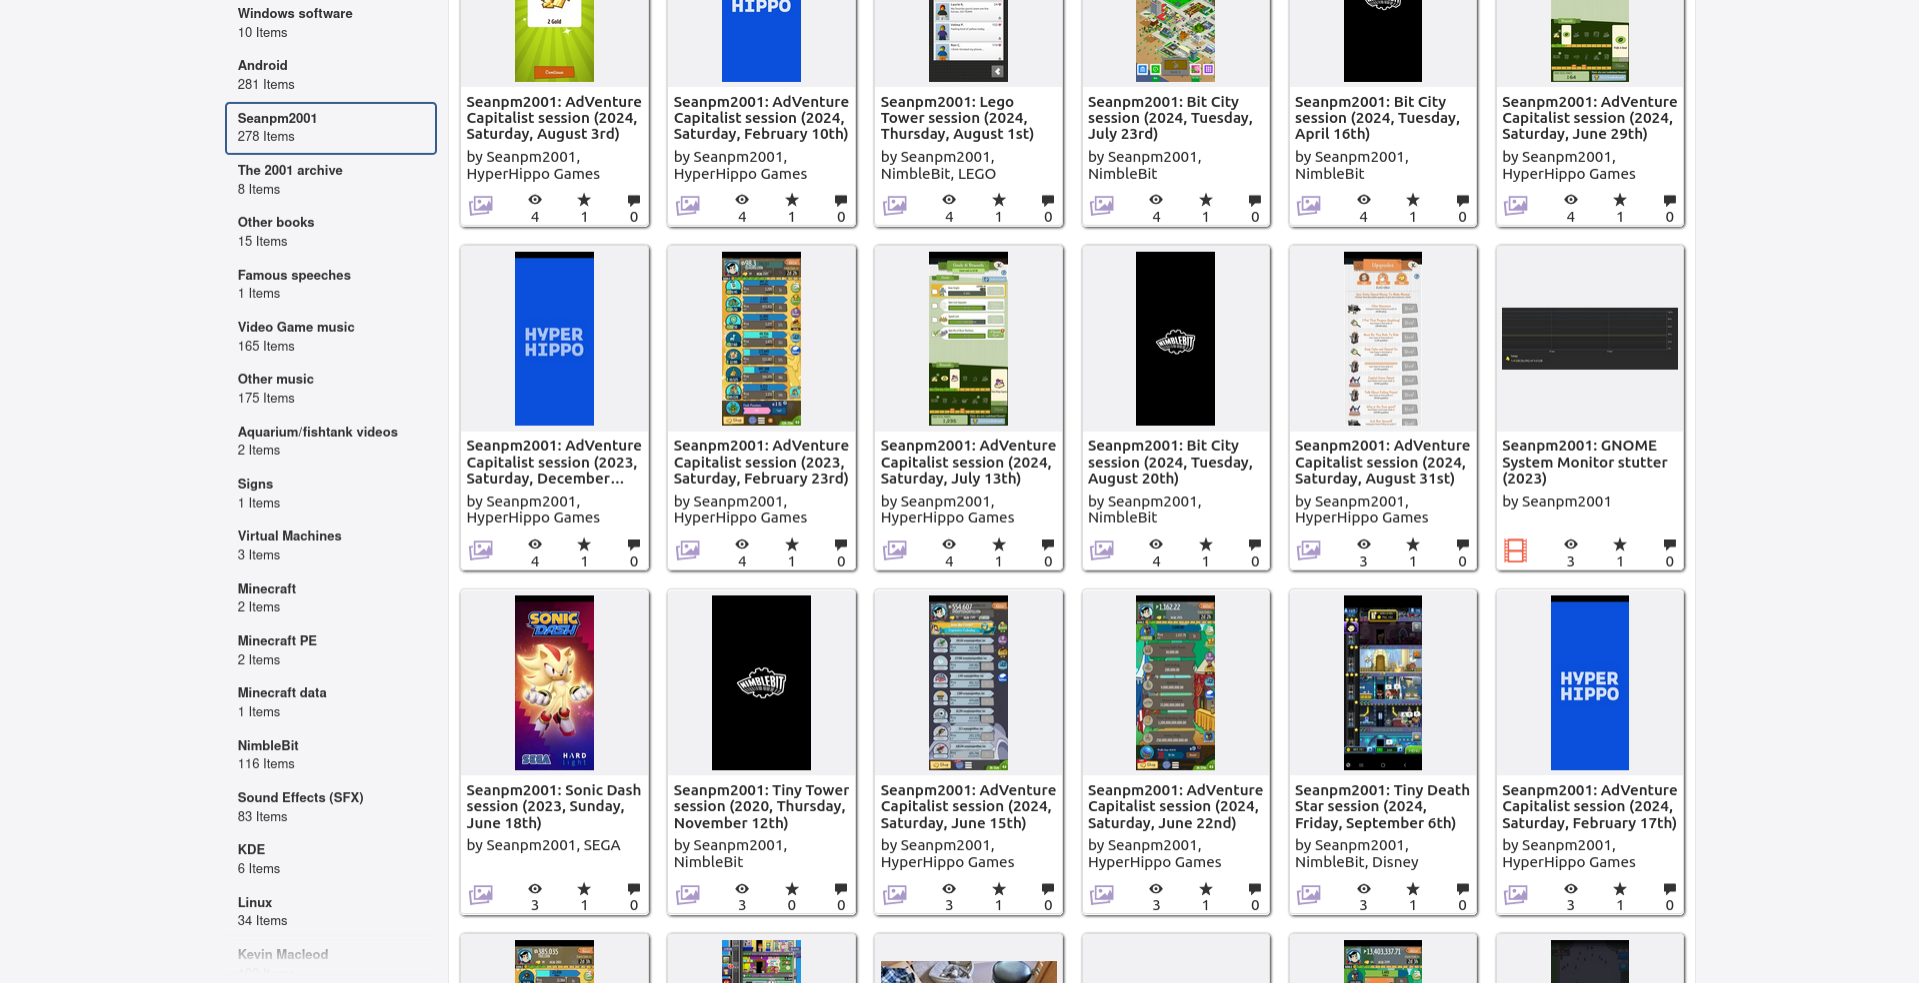 Windows software
10 Items
Android
281 Items
Seanpm2001
278 Items
The 2001 archive
8 Items
Other books
15 Items
Famous speeches
1 Items
Video Game music
165 Items
Other music
175 Items
Aquarium/fishtank videos
2 Items
Signs
1 Items
Virtual Machines
3 Items
Minecraft
2 Items
Minecraft PE
2 Items
Minecraft data
1 Items
NimbleBit
116 Items
Sound Effects (SFX)
83 Items
KDE
6 Items
Linux
34 Items
Kevin Macleod
2 Gold
Continue
HIPPO
Seanpm2001: AdVenture
Capitalist session (2024,
Saturday, August 3rd)
by Seanpm2001,
HyperHippo Games
4 1 0
Seanpm2001: AdVenture
Capitalist session (2024,
Saturday, February 10th)
by Seanpm2001,
HyperHippo Games
4 1 0
Seanpm2001: Lego
Tower session (2024,
Thursday, August 1st)
by Seanpm2001,
NimbleBit, LEGO
4 1 0
Seanpm2001: Bit City
session (2024, Tuesday,
July 23rd)
by Seanpm2001,
NimbleBit
4 1 0
Seanpm2001: Bit City
session (2024, Tuesday,
April 16th)
by Seanpm2001,
NimbleBit
4 1 0
Seanpm2001: AdVenture
Capitalist session (2024,
Saturday, June 29th)
by Seanpm2001,
HyperHippo Games
4 1 0
HYPER
HIPPO
Seanpm2001: AdVenture
Capitalist session (2023,
Saturday, December...
by Seanpm2001,
HyperHippo Games
4 1 0
Seanpm2001: AdVenture
Capitalist session (2023,
Saturday, February 23rd)
by Seanpm2001,
HyperHippo Games
4 1 0
Seanpm2001: AdVenture
Capitalist session (2024,
Saturday, July 13th)
by Seanpm2001,
HyperHippo Games
4 1 0
NIMBLEBIT
Seanpm2001: Bit City
session (2024, Tuesday,
August 20th)
by Seanpm2001,
NimbleBit
4 1 0
Upgrades
Seanpm2001: AdVenture
Capitalist session (2024,
Saturday, August 31st)
by Seanpm2001,
HyperHippo Games
3 1 0
Seanpm2001: GNOME
System Monitor stutter
(2023)
by Seanpm2001
3 1 0
SONIC
DASH
SEGA
HARD
light
Seanpm2001: Sonic Dash
session (2023, Sunday,
June 18th)
by Seanpm2001, SEGA
3 1 0
NIMBLEBIT
Seanpm2001: Tiny Tower
session (2020, Thursday,
November 12th)
by Seanpm2001,
NimbleBit
3 0 0
554.607
Seanpm2001: AdVenture
Capitalist session (2024,
Saturday, June 15th)
by Seanpm2001,
HyperHippo Games
3 1 0
1,162.22
Seanpm2001: AdVenture
Capitalist session (2024,
Saturday, June 22nd)
by Seanpm2001,
HyperHippo Games
3 1 0
Seanpm2001: Tiny Death
Star session (2024,
Friday, September 6th)
by Seanpm2001,
NimbleBit, Disney
3 1 0
HYPER
HIPPO
Seanpm2001: AdVenture
Capitalist session (2024,
Saturday, February 17th)
by Seanpm2001,
HyperHippo Games
3 1 0
385.035
13,403,337.71